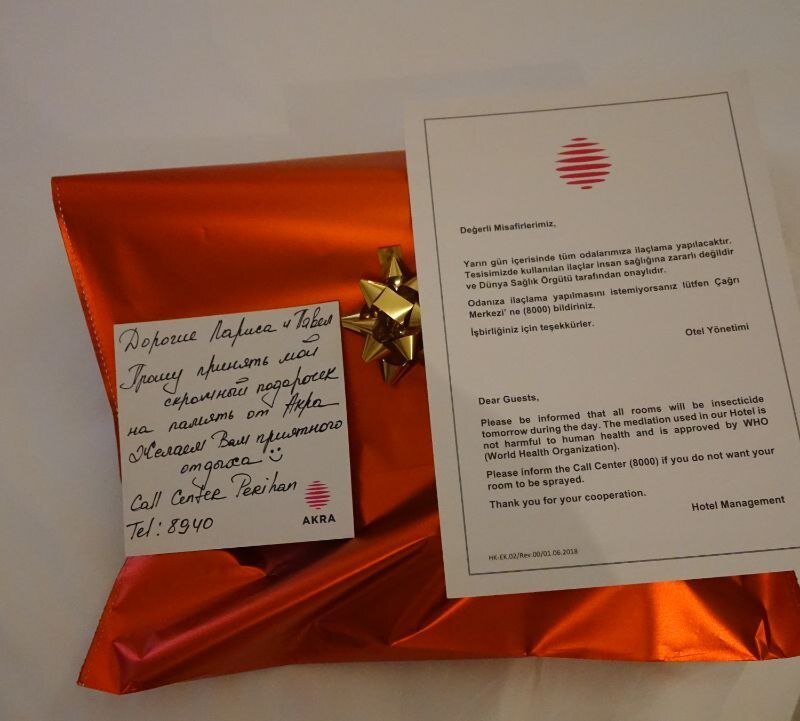 Дорогие Лариса и Павел
Прошу принять мой
скромный подарочек
на память от Акра
Желаем Вам приятного
отдыха
Call Center Perihan
Tel: 8940
AKRA
Değerli Misafirlerimiz,
Yarın gün içerisinde tüm odalarımıza ilaçlama yapılacaktır.
Tesisimizde kullanılan ilaçlar insan sağlığına zararlı değildir
ve Dünya Sağlık Örgütü tarafından onaylıdır.
Odanıza ilaçlama yapılmasını istemiyorsanız lütfen Çağrı
Merkezi' ne (8000) bildiriniz.
İşbirliğiniz için teşekkürler.
Otel Yönetimi
Dear Guests,
Please be informed that all rooms will be insecticide
tomorrow during the day. The mediation used in our Hotel is
not harmful to human health and is approved by WHO
(World Health Organization).
Please inform the Call Center (8000) if you do not want your
room to be sprayed.
Thank you for your cooperation.
Hotel Management
HK-EK.02/Rev.00/01.06.2018